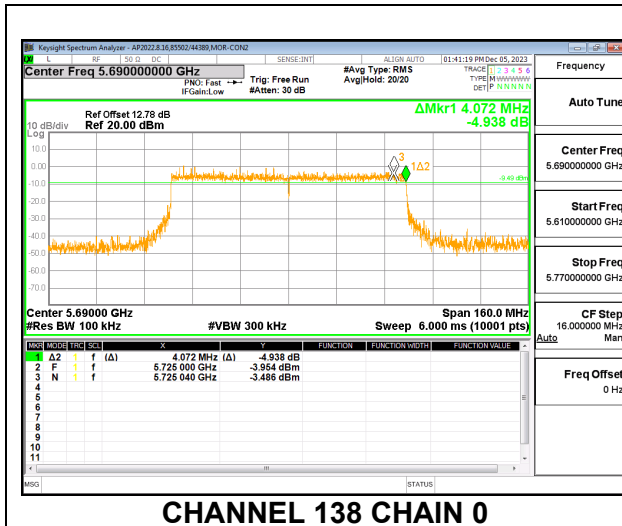 Keysight Spectrum Analyzer - AP2022.8.16,85502/44389,MOR-CON2
L RF 50 Ω DC SENSE:INT ALIGN AUTO 01:41:19 PM Dec 05, 2023
Center Freq 5.690000000 GHz
PNO: Fast
IFGain:Low
Trig: Free Run
#Atten: 30 dB
#Avg Type: RMS
Avg|Hold: 20/20
TRACE 1 2 3 4 5 6
TYPE M WWWWW
DET P N N N N N
ΔMkr1 4.072 MHz
-4.938 dB
Ref Offset 12.78 dB
Ref 20.00 dBm
10 dB/div
Log
10.0
0.00
-10.0
-20.0
-30.0
-40.0
-50.0
-60.0
-70.0
3
1Δ2
-9.49 dBm
Center 5.69000 GHz
Span 160.0 MHz
#Res BW 100 kHz
#VBW 300 kHz
Sweep 6.000 ms (10001 pts)
MKR MODE TRC SCL X Y FUNCTION FUNCTION WIDTH FUNCTION VALUE
1 Δ2 1 f (Δ) 4.072 MHz (Δ) -4.938 dB
2 F 1 f 5.725 000 GHz -3.954 dBm
3 N 1 f 5.725 040 GHz -3.486 dBm
4
5
6
7
8
9
10
11
MSG
STATUS
Frequency
Auto Tune
Center Freq
5.690000000 GHz
Start Freq
5.610000000 GHz
Stop Freq
5.770000000 GHz
CF Step
16.000000 MHz
Auto Man
Freq Offset
0 Hz
CHANNEL 138 CHAIN 0